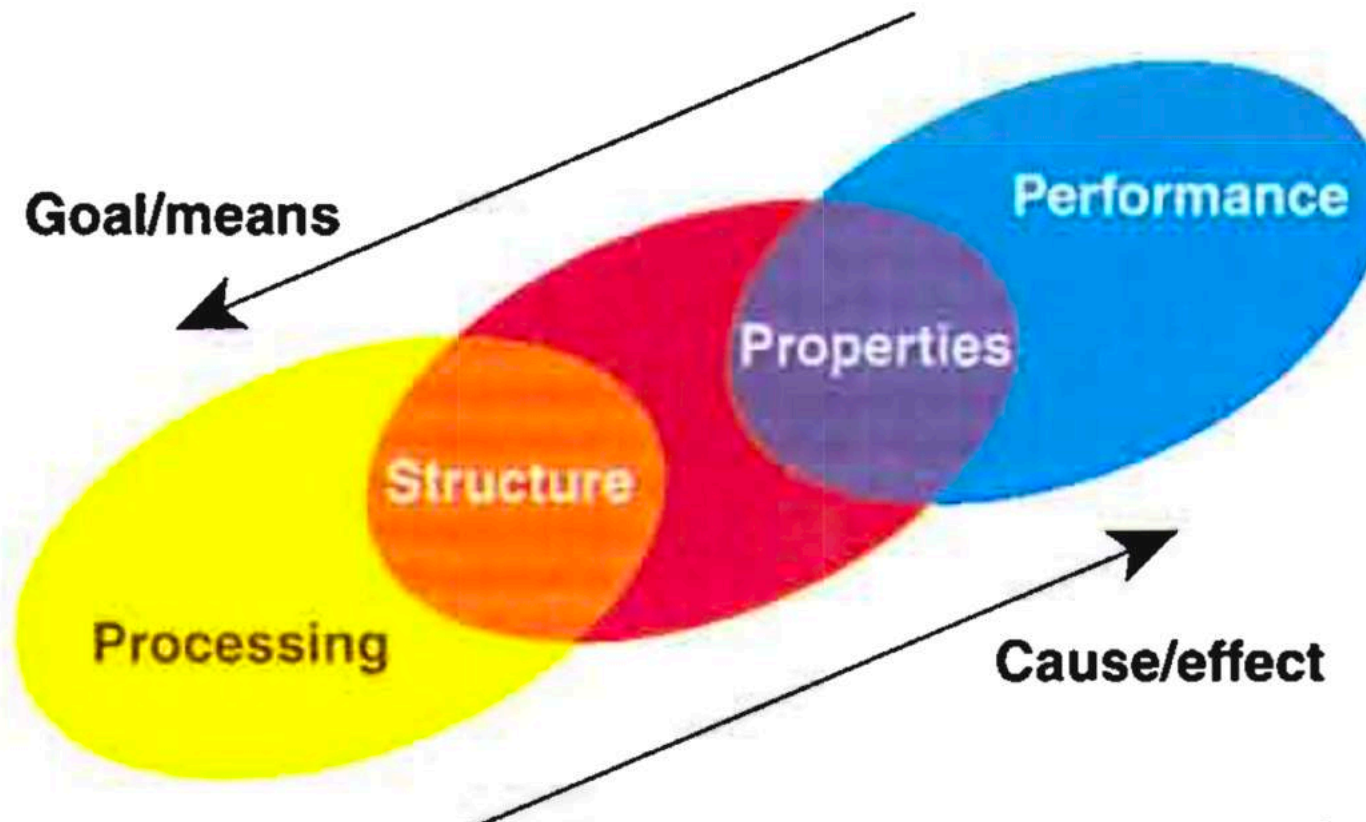 Goal/means
Performance
Properties
Structure
Processing
Cause/effect